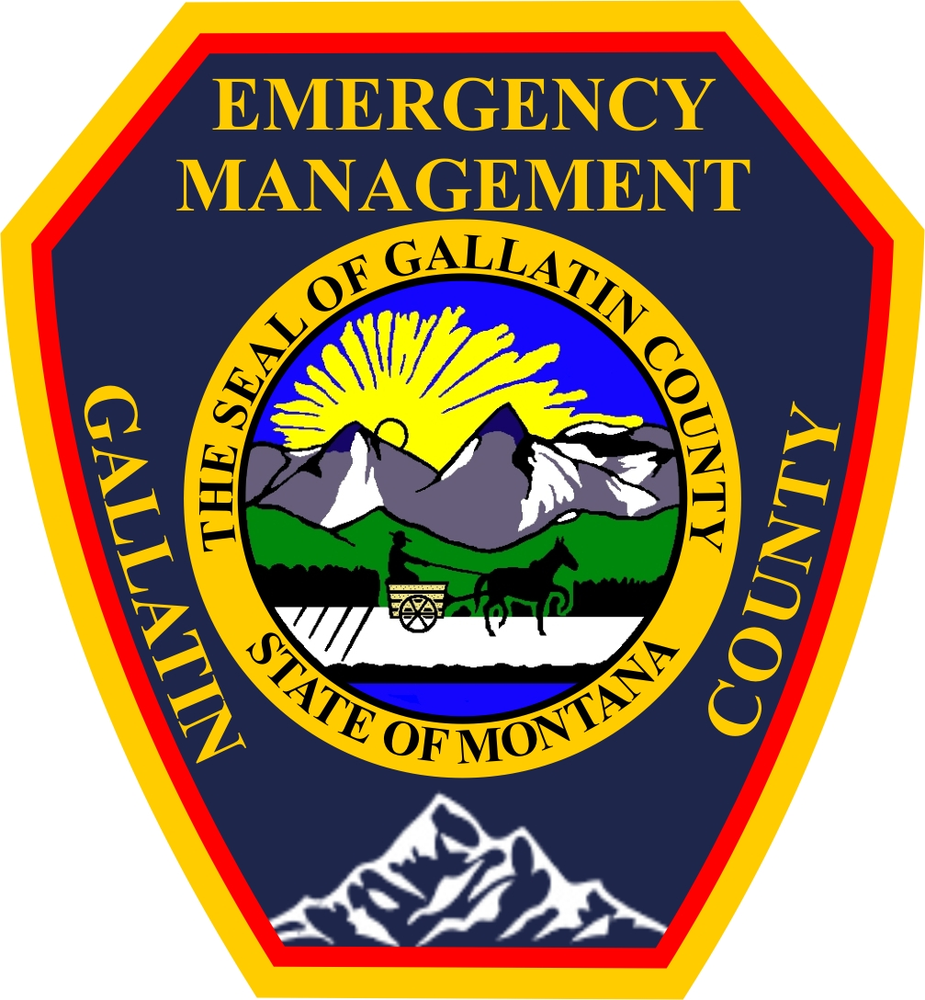 EMERGENCY
MANAGEMENT
THE SEAL OF GALLATIN COUNTY
STATE OF MONTANA
GALLATIN
COUNTY